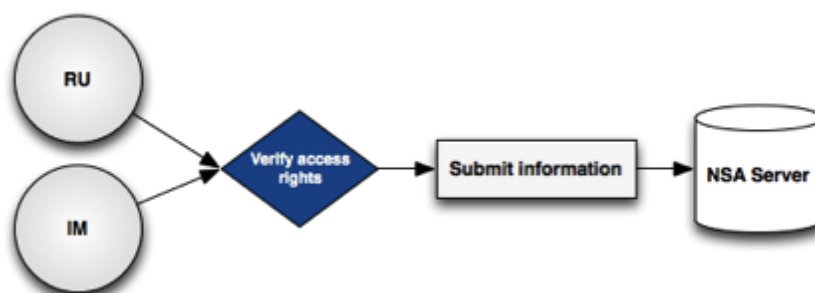 RU
IM
Verify access
rights
Submit information
NSA Server